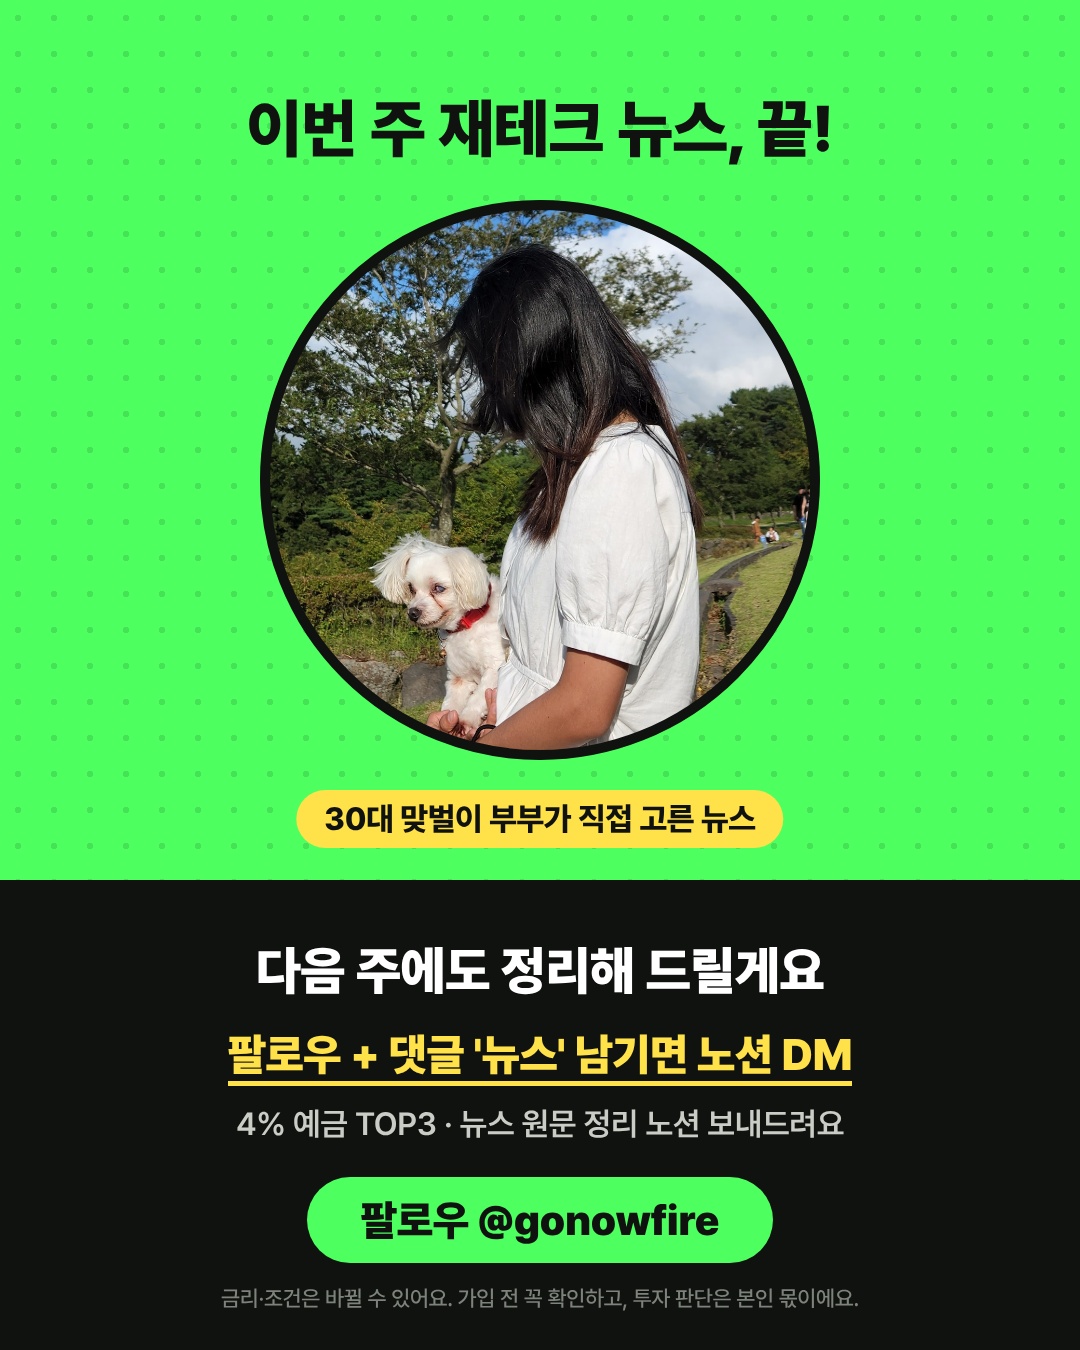 이번 주 재테크 뉴스, 끝!
30대 맞벌이 부부가 직접 고른 뉴스
다음 주에도 정리해 드릴게요
팔로우 + 댓글 '뉴스' 남기면 노션 DM
4% 예금 TOP3 · 뉴스 원문 정리 노션 보내드려요
팔로우 @gonowfire
금리·조건은 바뀔 수 있어요. 가입 전 꼭 확인하고, 투자 판단은 본인 몫이에요.